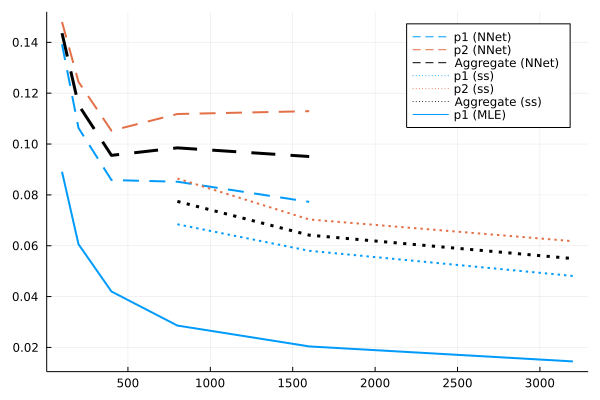 0.14
0.12
0.10
0.08
0.06
0.04
0.02
500
1000
1500
2000
2500
3000
p1 (NNet)
p2 (NNet)
Aggregate (NNet)
p1 (ss)
p2 (ss)
Aggregate (ss)
p1 (MLE)